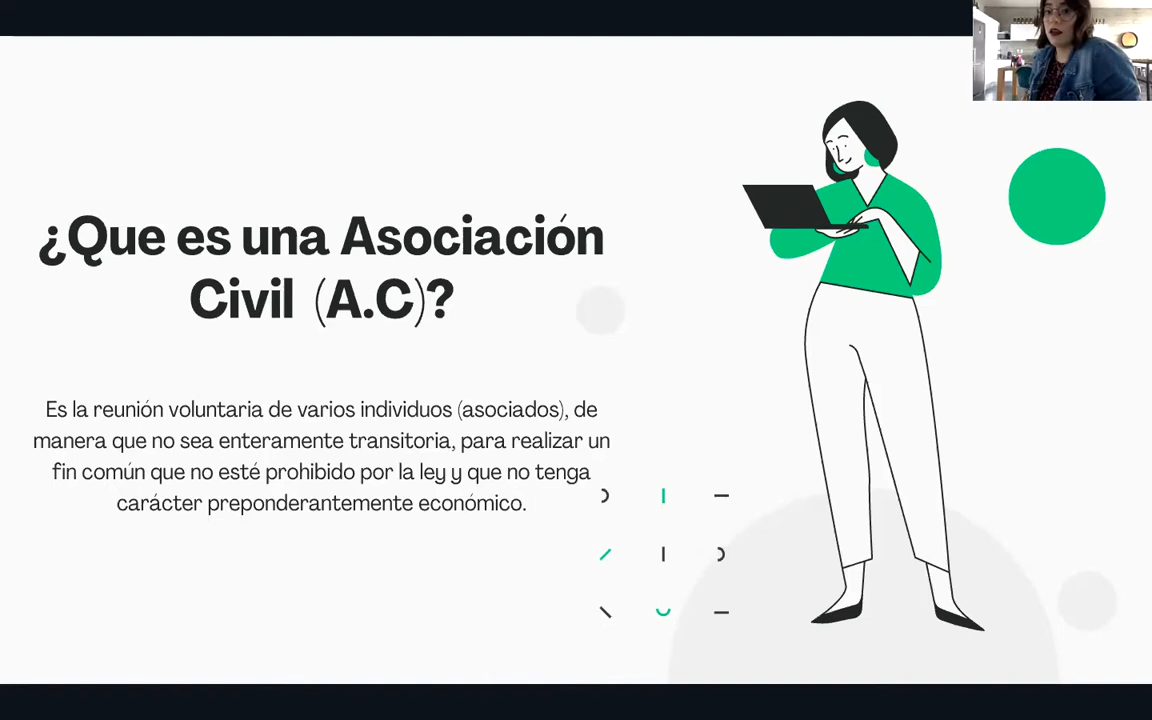 ¿Que es una Asociación
Civil (A.C)?
Es la reunión voluntaria de varios individuos (asociados), de
manera que no sea enteramente transitoria, para realizar un
fin común que no esté prohibido por la ley y que no tenga
carácter preponderantemente económico.